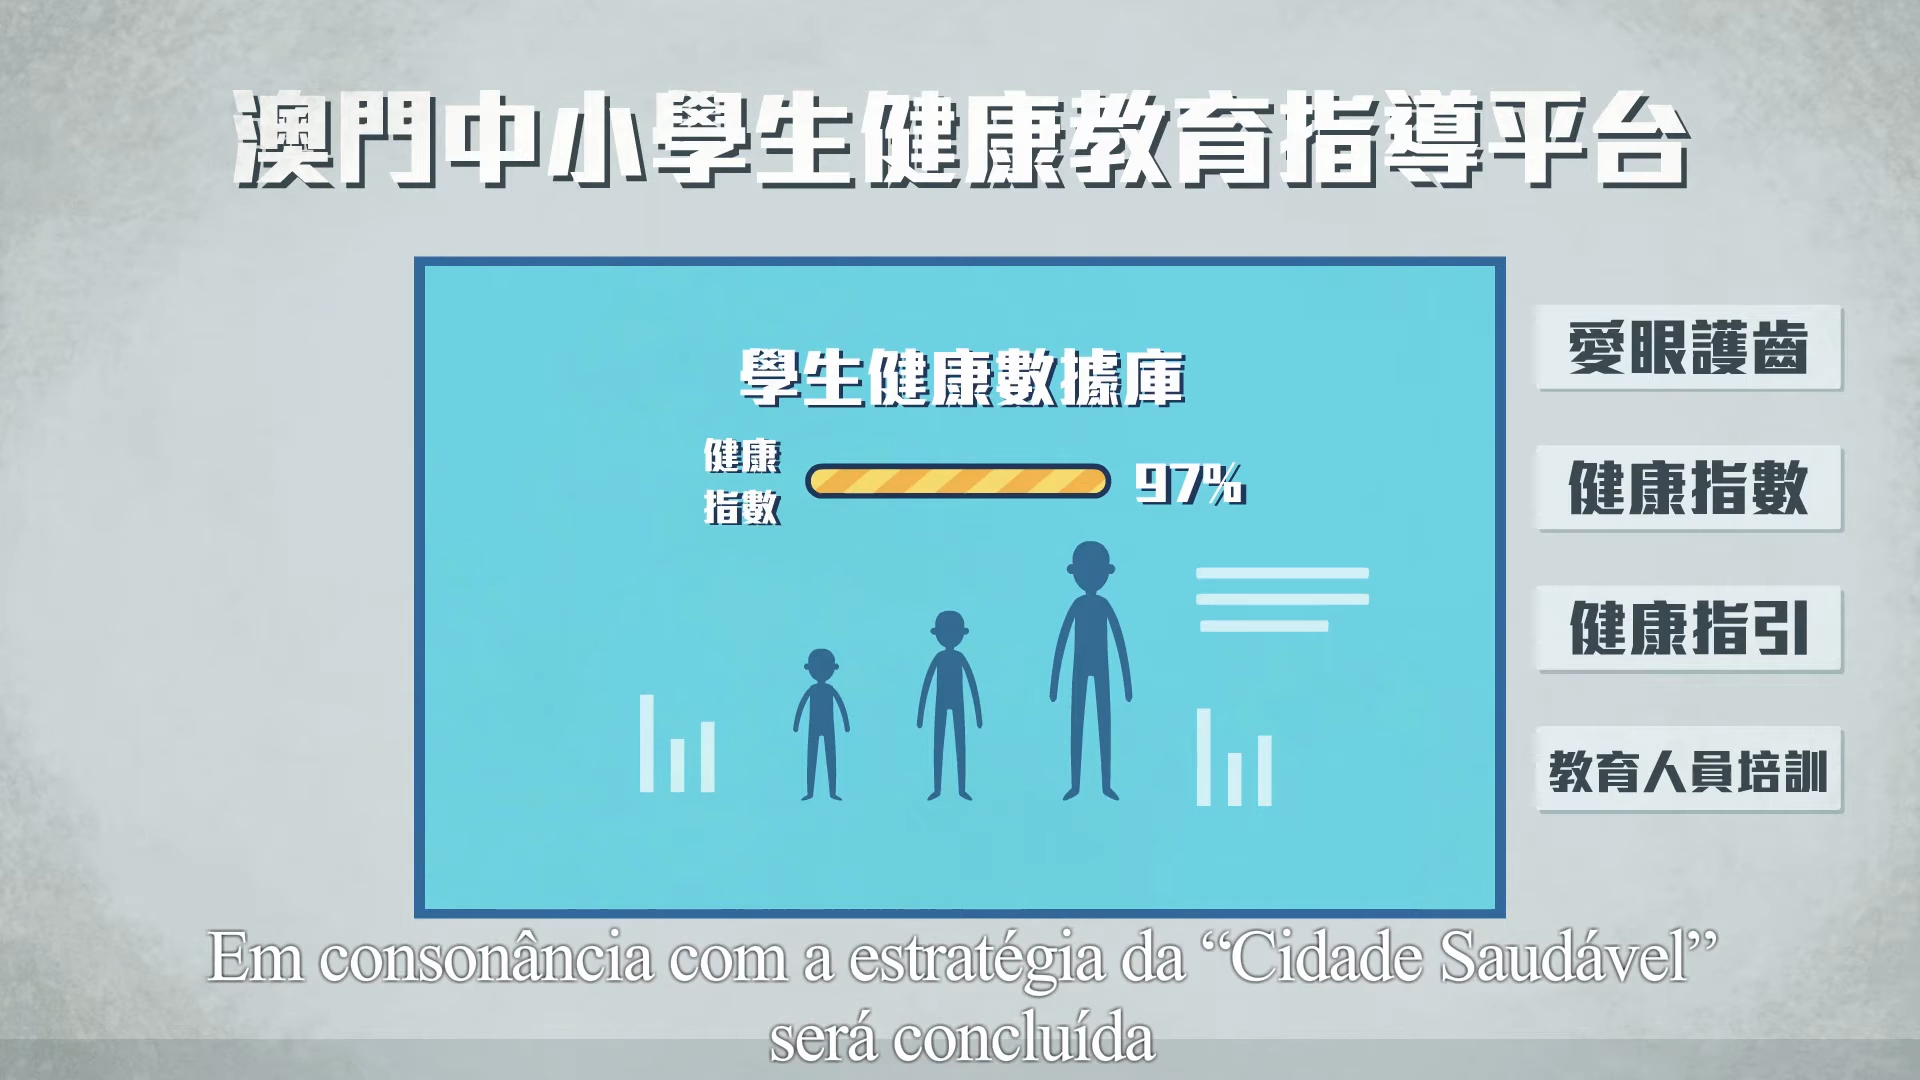 澳門中小學生健康教育指導平台
學生健康數據庫
健康
指數
97%
愛眼護齒
健康指數
健康指引
教育人員培訓
Em consonância com a estratégia da “Cidade Saudável”
será concluída